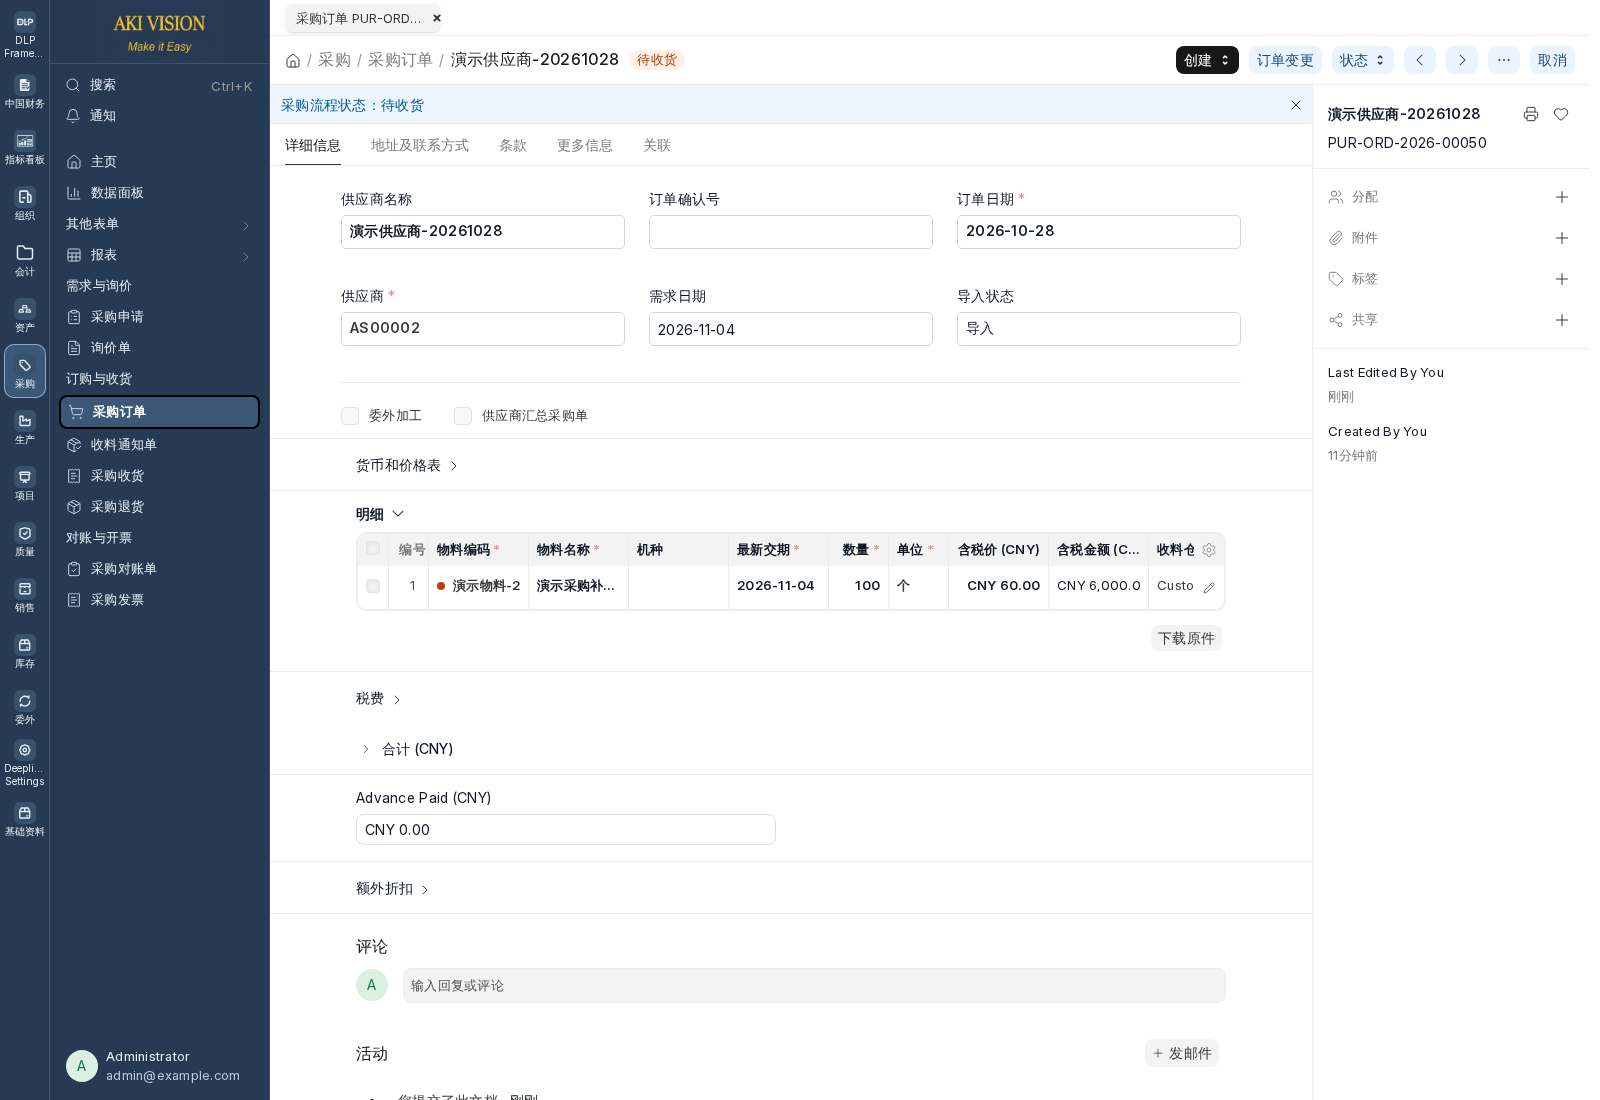 采购订单 PUR-ORD...
DLP
Frame...
中国财务
指标看板
组织
会计
资产
采购
生产
项目
质量
销售
库存
委外
Deepli...
Settings
基础资料
AKI VISION
Make it Easy
搜索 Ctrl+K
通知
主页
数据面板
其他表单
报表
需求与询价
采购申请
询价单
订购与收货
采购订单
收料通知单
采购收货
采购退货
对账与开票
采购对账单
采购发票
A
Administrator
admin@example.com
/ 采购 / 采购订单 / 演示供应商-20261028 待收货
创建 订单变更 状态 ... 取消
采购流程状态：待收货
详细信息 地址及联系方式 条款 更多信息 关联
供应商名称 订单确认号 订单日期 *
演示供应商-20261028 2026-10-28
供应商 * 需求日期 导入状态
AS00002 2026-11-04 导入
委外加工 供应商汇总采购单
货币和价格表
明细
编号 物料编码 * 物料名称 * 机种 最新交期 * 数量 * 单位 * 含税价 (CNY) 含税金额 (C... 收料仓
1 演示物料-2 演示采购补... 2026-11-04 100 个 CNY 60.00 CNY 6,000.0 Custo
下载原件
税费
合计 (CNY)
Advance Paid (CNY)
CNY 0.00
额外折扣
评论
A 输入回复或评论
活动 + 发邮件
您提交了此文档 · 刚刚
演示供应商-20261028
PUR-ORD-2026-00050
分配
附件
标签
共享
Last Edited By You
刚刚
Created By You
11分钟前